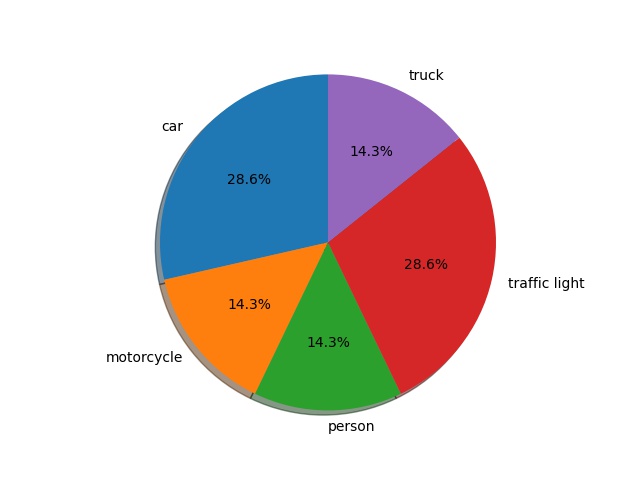 truck
car
14.3%
28.6%
28.6%
traffic light
14.3%
14.3%
motorcycle
person